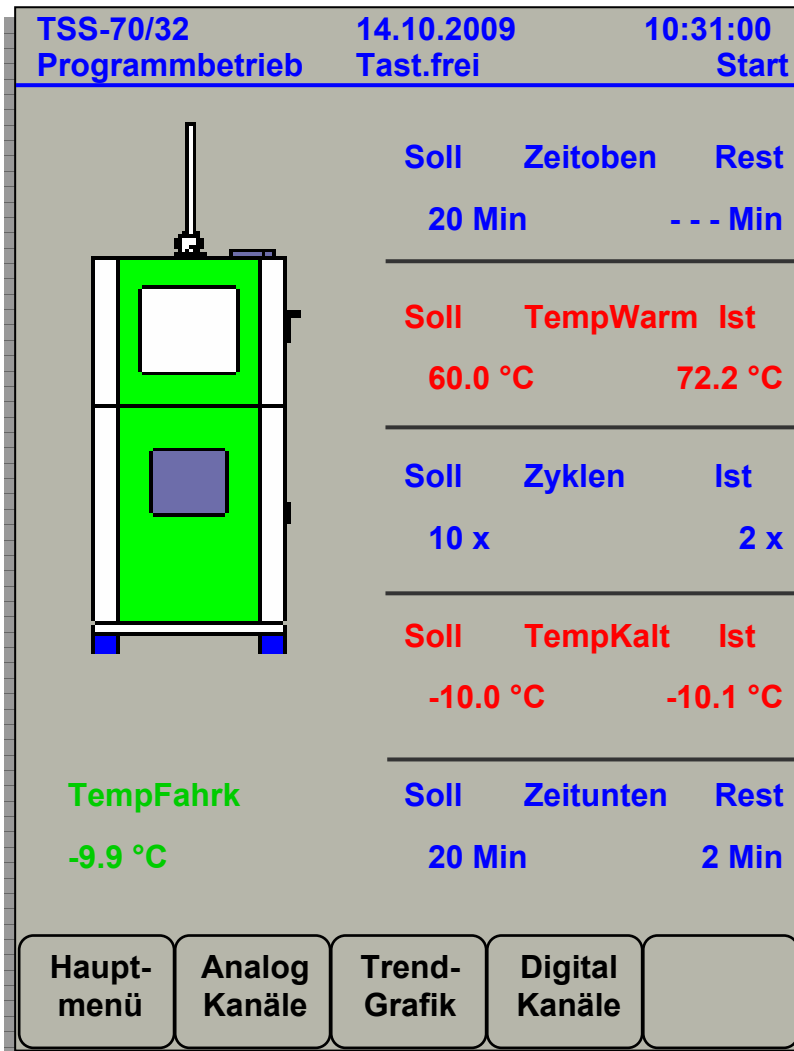 TSS-70/32 14.10.2009 10:31:00
Programmbetrieb Tast.frei Start
Soll Zeitoben Rest
20 Min - - - Min
Soll TempWarm Ist
60.0 °C 72.2 °C
Soll Zyklen Ist
10 x 2 x
Soll TempKalt Ist
-10.0 °C -10.1 °C
TempFahrk Soll Zeitunten Rest
-9.9 °C 20 Min 2 Min
Haupt- Analog Trend- Digital
menü Kanäle Grafik Kanäle